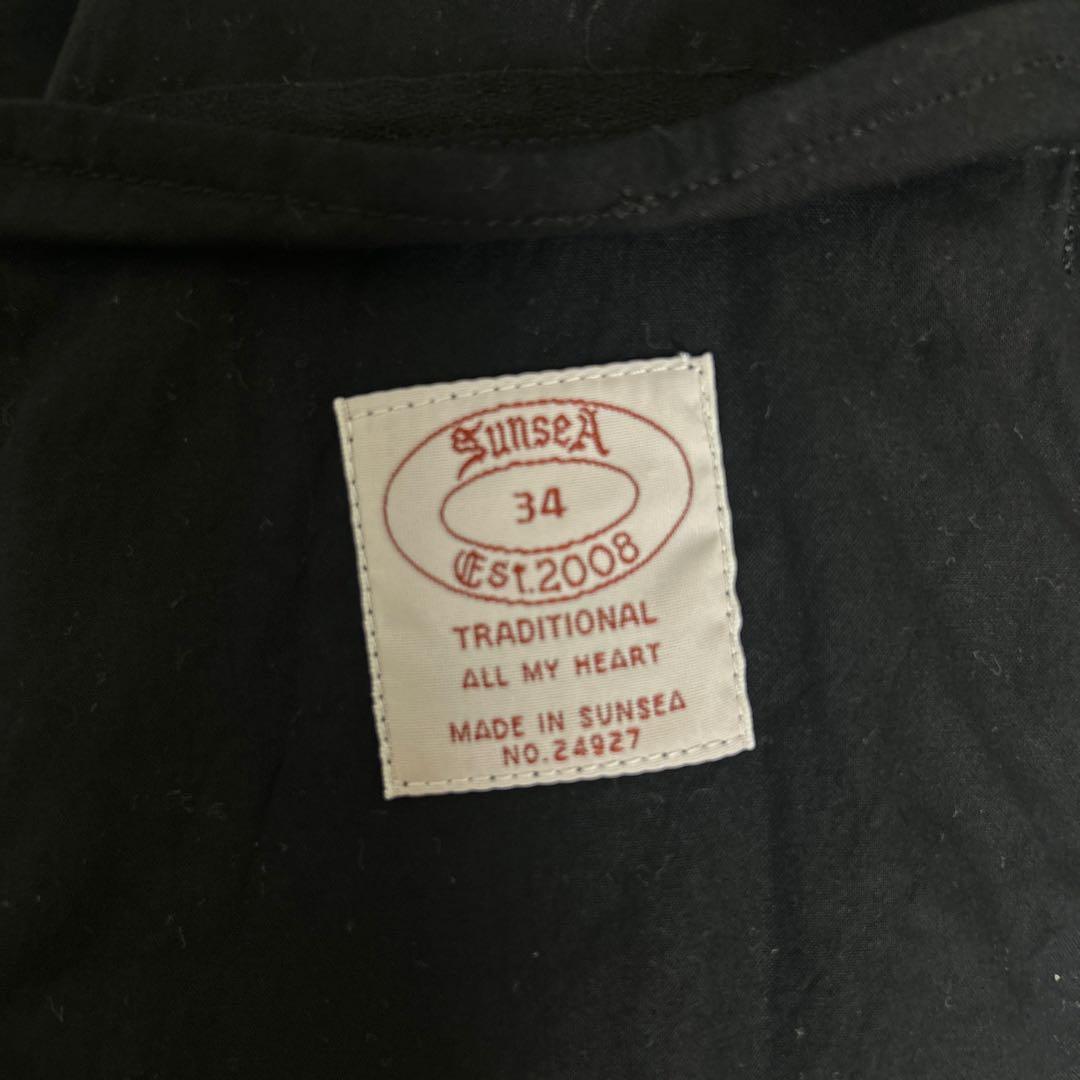 SunseA
34
Est.2008
TRADITIONAL
ALL MY HEART
MADE IN SUNSEA
NO.24927